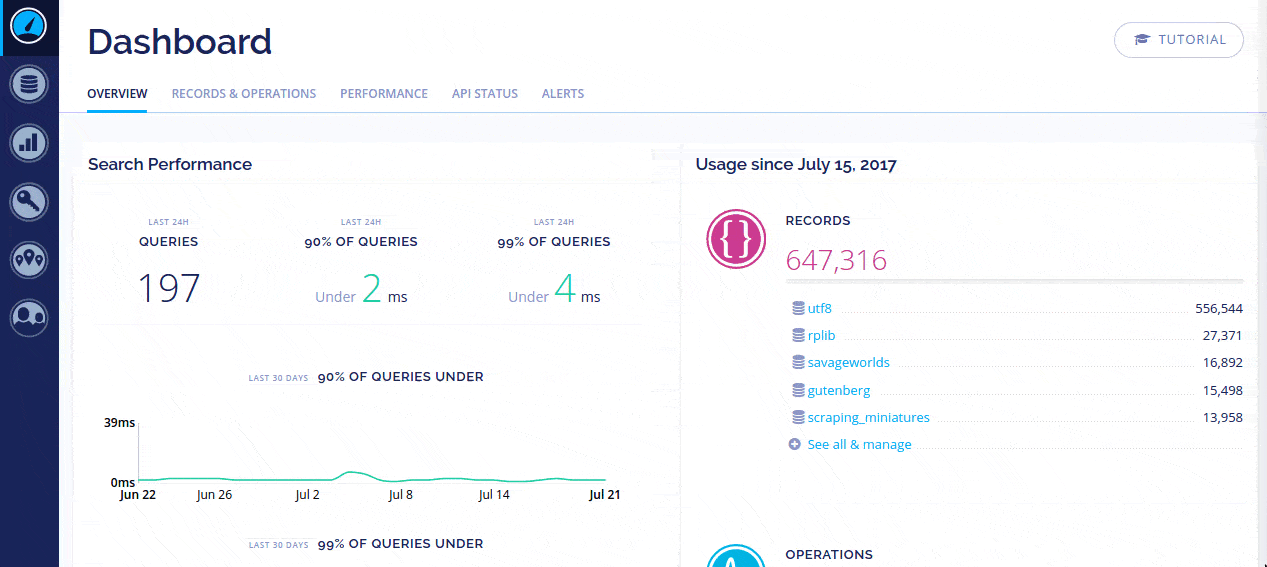 Dashboard
TUTORIAL
OVERVIEW RECORDS & OPERATIONS PERFORMANCE API STATUS ALERTS
Search Performance
LAST 24H LAST 24H LAST 24H
QUERIES 90% OF QUERIES 99% OF QUERIES
197 Under 2 ms Under 4 ms
LAST 30 DAYS 90% OF QUERIES UNDER
39ms
0ms
Jun 22 Jun 26 Jul 2 Jul 8 Jul 14 Jul 21
LAST 30 DAYS 99% OF QUERIES UNDER
Usage since July 15, 2017
{}
RECORDS
647,316
utf8 556,544
rplib 27,371
savageworlds 16,892
gutenberg 15,498
scraping_miniatures 13,958
See all & manage
OPERATIONS